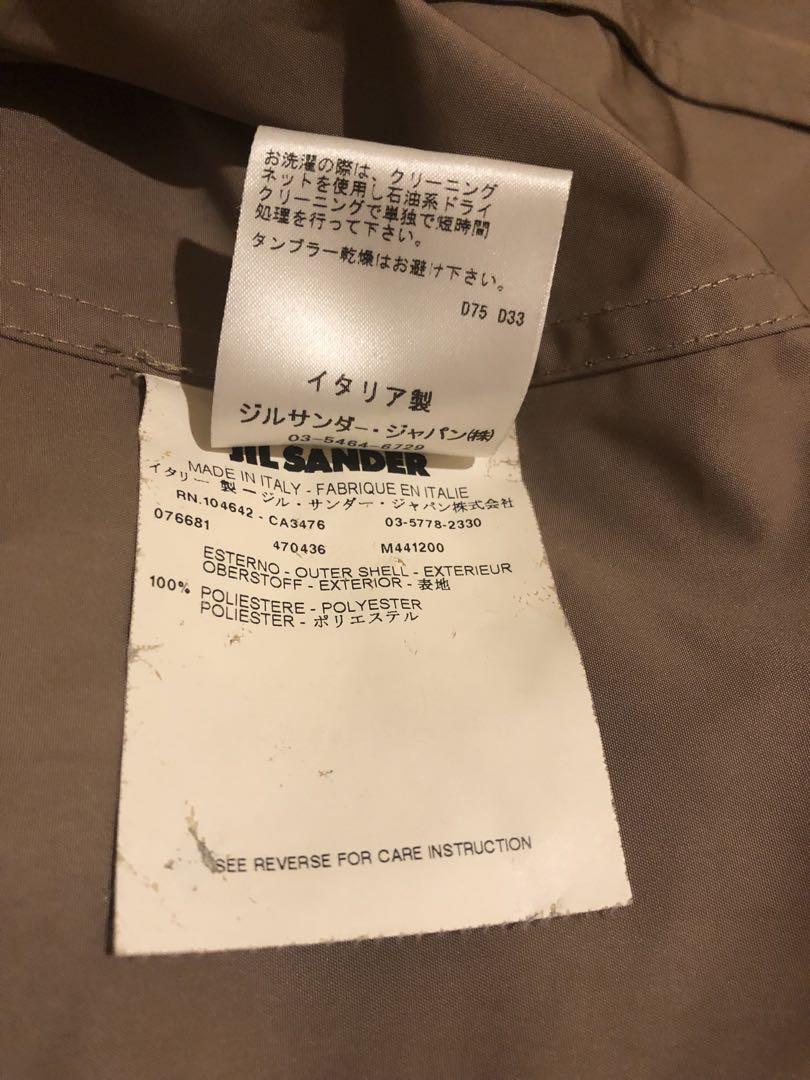 お洗濯の際は、クリーニング
ネットを使用し石油系ドライ
クリーニングで単独で短時間
処理を行って下さい。
タンブラー乾燥はお避け下さい。
D75 D33
イタリア製
ジルサンダー・ジャパン(株)
03-5464-6729
JIL SANDER
MADE IN ITALY - FABRIQUE EN ITALIE
イタリー 製 ージル・サンダー・ジャパン株式会社
RN.104642 - CA3476 03-5778-2330
076681 470436 M441200
ESTERNO - OUTER SHELL - EXTERIEUR
OBERSTOFF - EXTERIOR - 表地
100% POLIESTERE - POLYESTER
POLIESTER - ポリエステル
SEE REVERSE FOR CARE INSTRUCTION